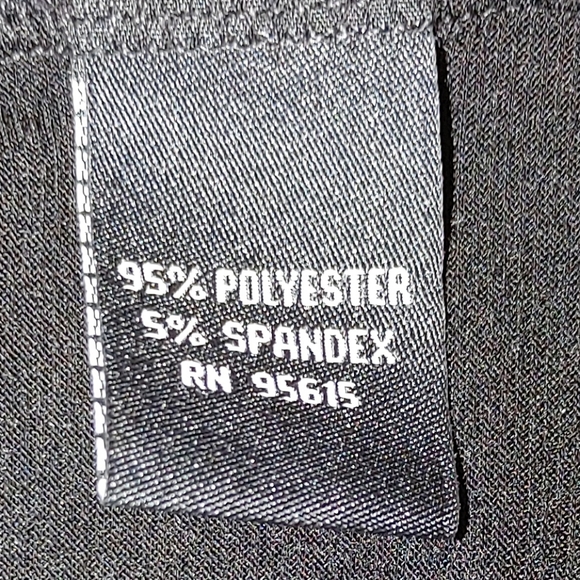 95% POLYESTER
5% SPANDEX
RN 95615